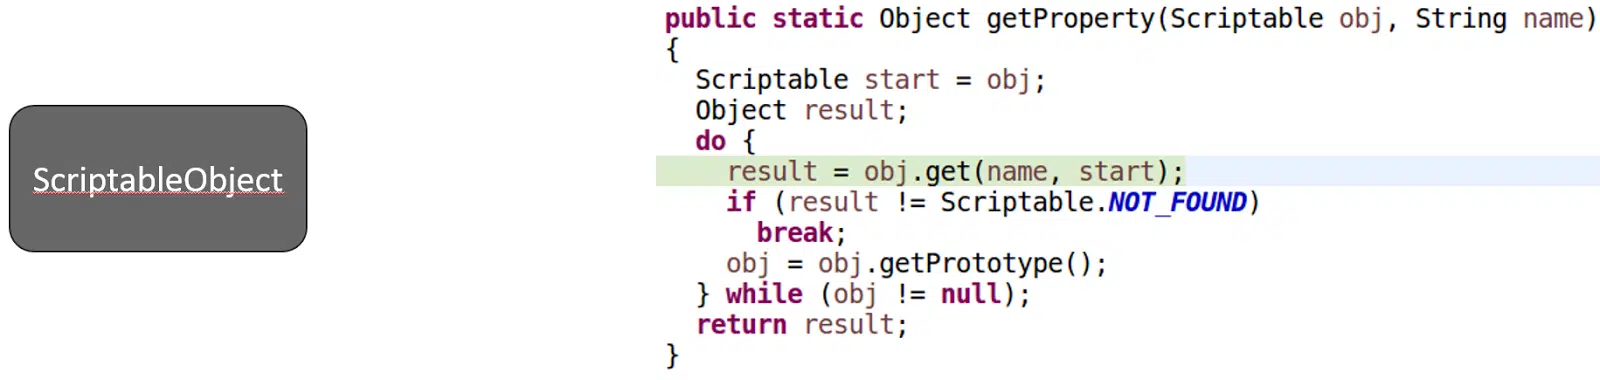 ScriptableObject
public static Object getProperty(Scriptable obj, String name)
{
  Scriptable start = obj;
  Object result;
  do {
    result = obj.get(name, start);
    if (result != Scriptable.NOT_FOUND)
      break;
    obj = obj.getPrototype();
  } while (obj != null);
  return result;
}